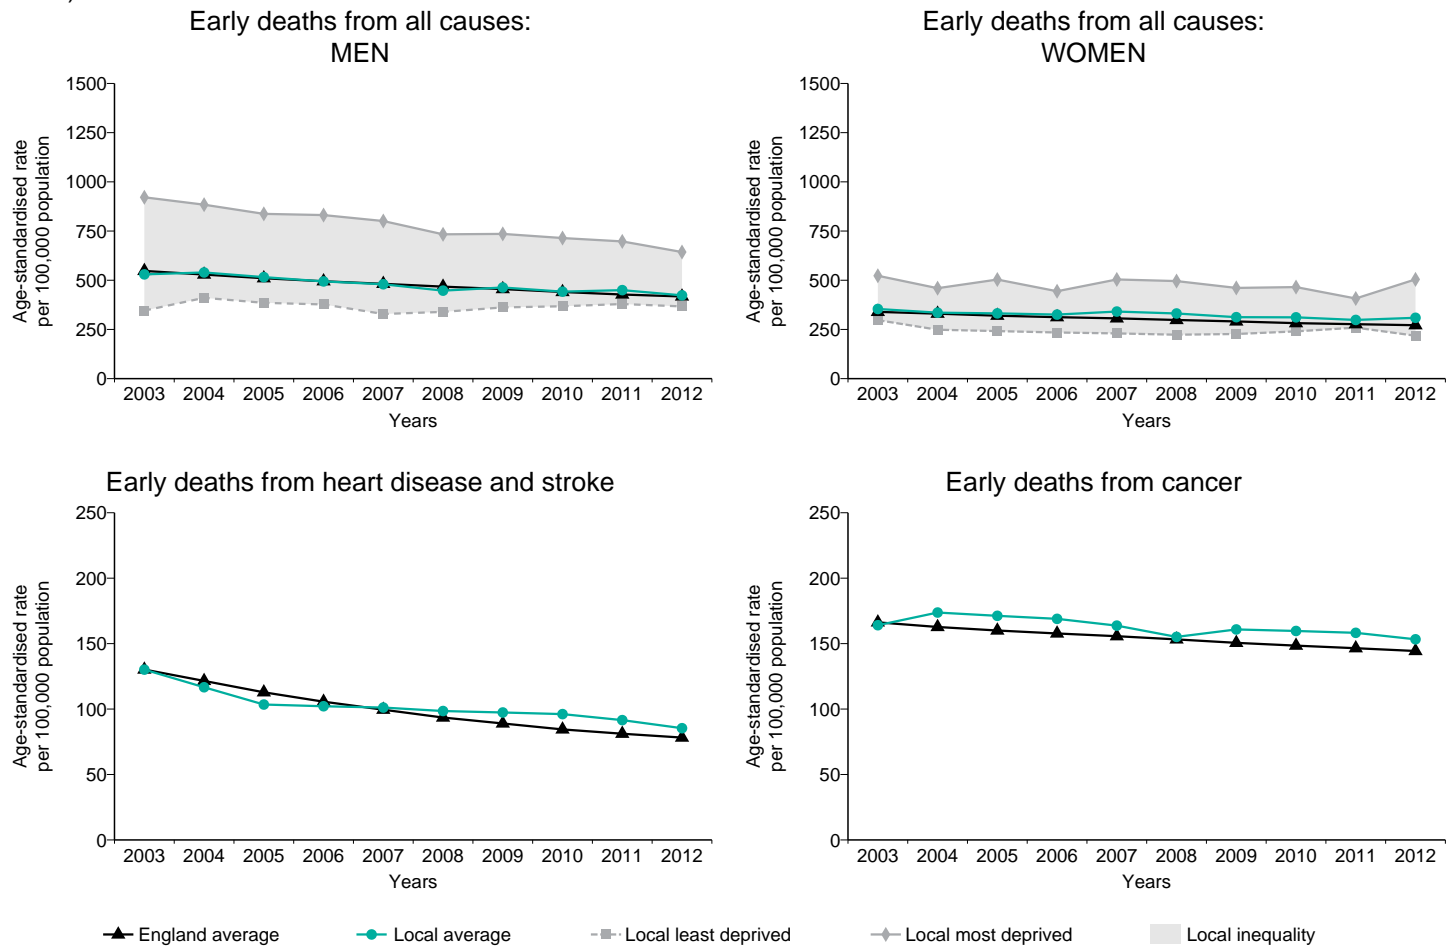 Early deaths from all causes:
MEN
1500
1250
1000
750
500
250
0
Age-standardised rate
per 100,000 population
2003 2004 2005 2006 2007 2008 2009 2010 2011 2012
Years
Early deaths from all causes:
WOMEN
1500
1250
1000
750
500
250
0
Age-standardised rate
per 100,000 population
2003 2004 2005 2006 2007 2008 2009 2010 2011 2012
Years
Early deaths from heart disease and stroke
250
200
150
100
50
0
Age-standardised rate
per 100,000 population
2003 2004 2005 2006 2007 2008 2009 2010 2011 2012
Years
Early deaths from cancer
250
200
150
100
50
0
Age-standardised rate
per 100,000 population
2003 2004 2005 2006 2007 2008 2009 2010 2011 2012
Years
England average Local average Local least deprived Local most deprived Local inequality